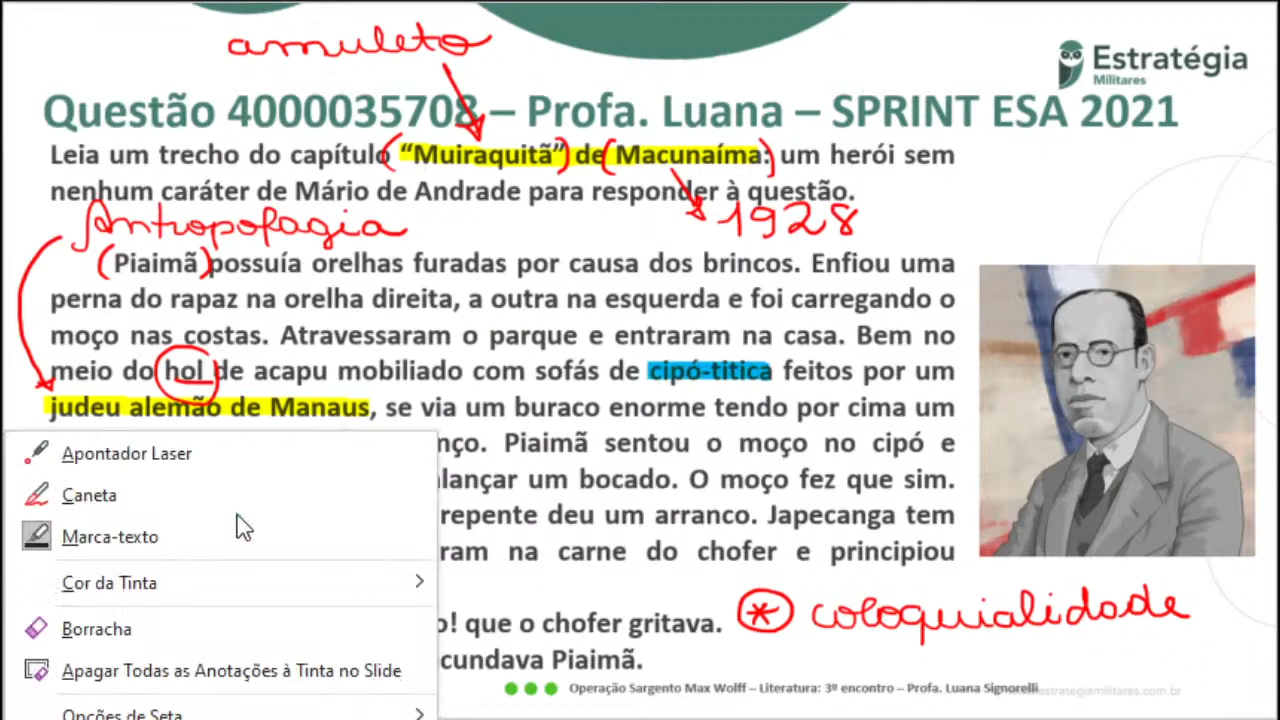 amuleto
Estratégia
Militares
Questão 4000035708 – Profa. Luana – SPRINT ESA 2021
Leia um trecho do capítulo “Muiraquitã” de Macunaíma: um herói sem
nenhum caráter de Mário de Andrade para responder à questão.
Antropofagia
1928
Piaimã possuía orelhas furadas por causa dos brincos. Enfiou uma
perna do rapaz na orelha direita, a outra na esquerda e foi carregando o
moço nas costas. Atravessaram o parque e entraram na casa. Bem no
meio do hol de acapu mobiliado com sofás de cipó-titica feitos por um
judeu alemão de Manaus, se via um buraco enorme tendo por cima um
Piaimã sentou o moço no cipó e
um bocado. O moço fez que sim.
repente deu um arranco. Japecanga tem
na carne do chofer e principiou
que o chofer gritava.
* coloquialidade
Piaimã.
Apontador Laser
Caneta
Marca-texto
Cor da Tinta
Borracha
Apagar Todas as Anotações à Tinta no Slide
Opções de Seta
Operação Sargento Max Wolff – Literatura: 3º encontro – Profa. Luana Signorelli